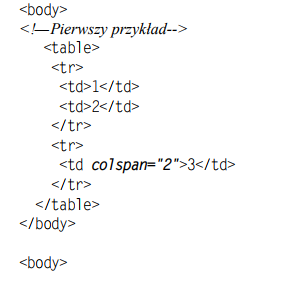 <body>
<!—Pierwszy przykład-->
<table>
<tr>
<td>1</td>
<td>2</td>
</tr>
<tr>
<td colspan="2">3</td>
</tr>
</table>
</body>
<body>